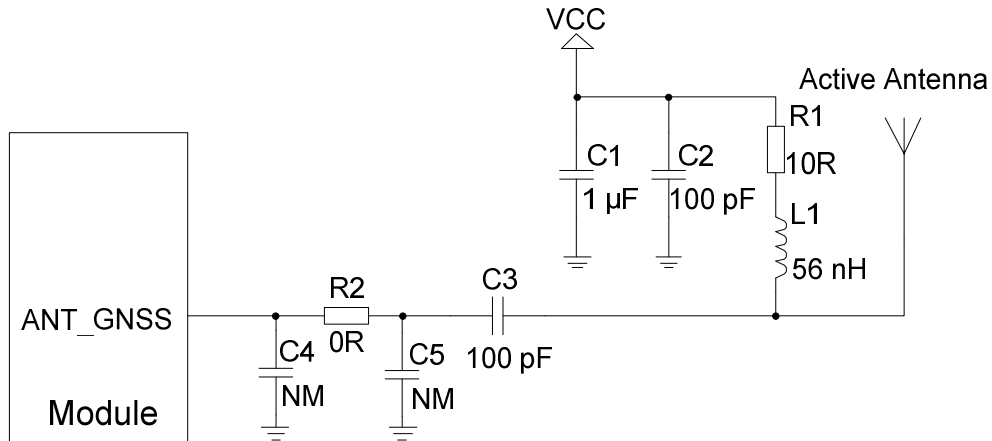 VCC
Active Antenna
R1
10R
C1
1 µF
C2
100 pF
L1
56 nH
C3
100 pF
R2
0R
ANT_GNSS
C4
NM
C5
NM
Module